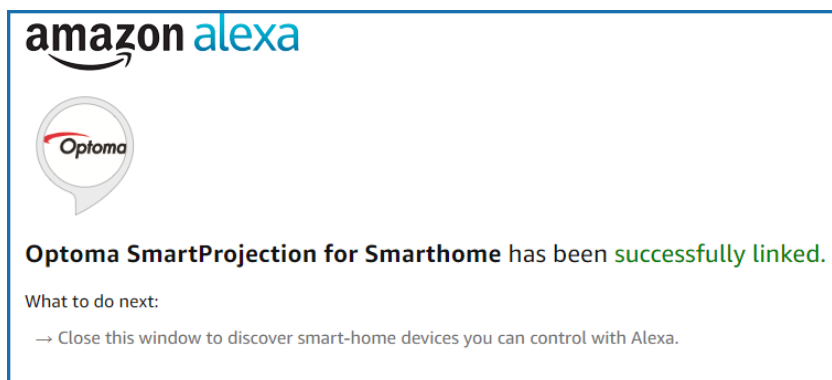 amazon alexa
Optoma
Optoma SmartProjection for Smarthome has been successfully linked.
What to do next:
→ Close this window to discover smart-home devices you can control with Alexa.